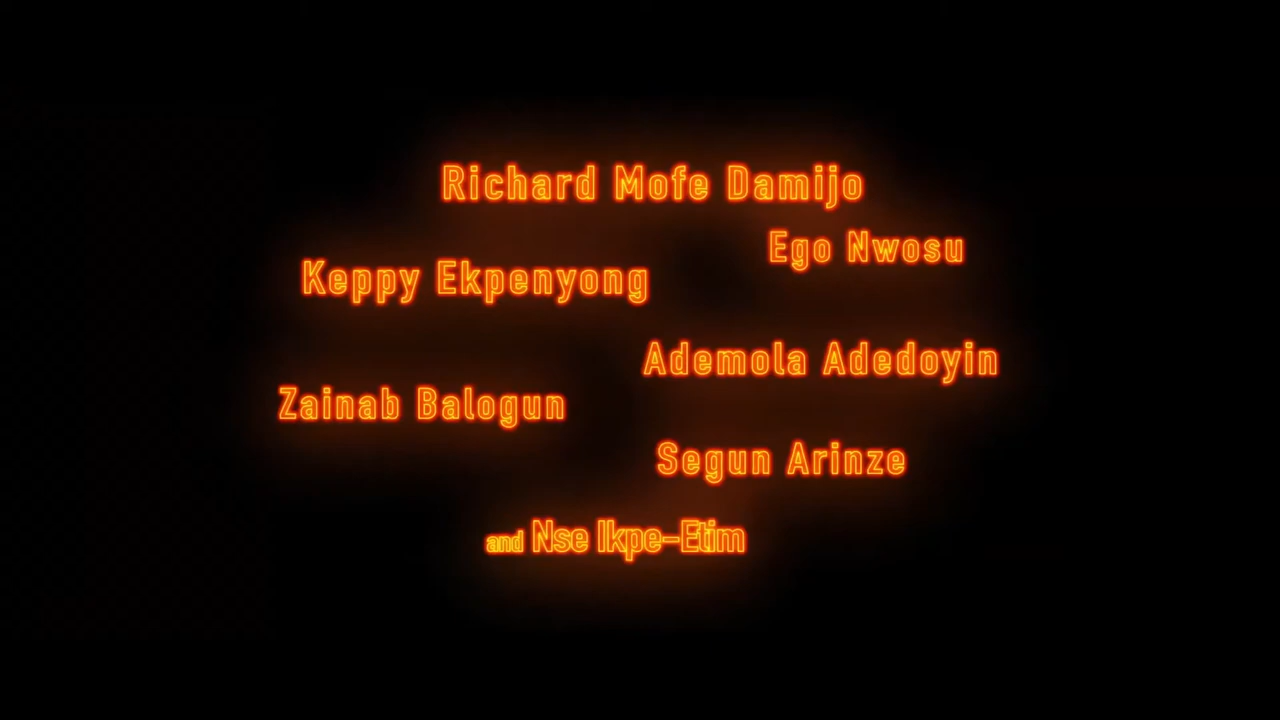 Richard Mofe Damijo
Ego Nwosu
Keppy Ekpenyong
Ademola Adedoyin
Zainab Balogun
Segun Arinze
and Nse Ikpe-Etim